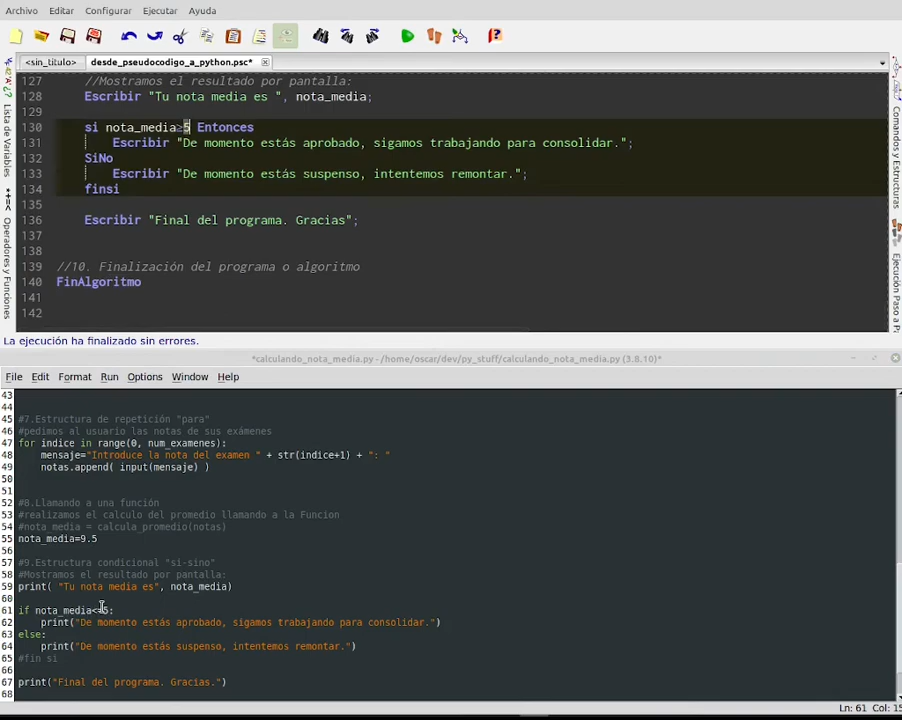 Archivo Editar Configurar Ejecutar Ayuda
<sin_titulo> desde_pseudocodigo_a_python.psc*
127 //Mostramos el resultado por pantalla:
128 Escribir "Tu nota media es ", nota_media;
129
130 si nota_media≥5 Entonces
131 Escribir "De momento estás aprobado, sigamos trabajando para consolidar.";
132 SiNo
133 Escribir "De momento estás suspenso, intentemos remontar.";
134 finsi
135
136 Escribir "Final del programa. Gracias";
137
138
139 //10. Finalización del programa o algoritmo
140 FinAlgoritmo
141
142
Lista de Variables
Operadores y Funciones
Comandos y Estructuras
Ejecución Paso a P
La ejecución ha finalizado sin errores.
*calculando_nota_media.py - /home/oscar/dev/py_stuff/calculando_nota_media.py (3.8.10)*
File Edit Format Run Options Window Help
43
44
45 #7.Estructura de repetición "para"
46 #pedimos al usuario las notas de sus exámenes
47 for indice in range(0, num_examenes):
48 mensaje="Introduce la nota del examen " + str(indice+1) + ": "
49 notas.append( input(mensaje) )
50
51
52 #8.Llamando a una función
53 #realizamos el calculo del promedio llamando a la Funcion
54 #nota_media = calcula_promedio(notas)
55 nota_media=9.5
56
57 #9.Estructura condicional "si-sino"
58 #Mostramos el resultado por pantalla:
59 print( "Tu nota media es", nota_media)
60
61 if nota_media<=5:
62 print("De momento estás aprobado, sigamos trabajando para consolidar.")
63 else:
64 print("De momento estás suspenso, intentemos remontar.")
65 #fin si
66
67 print("Final del programa. Gracias.")
68
Ln: 61 Col: 15